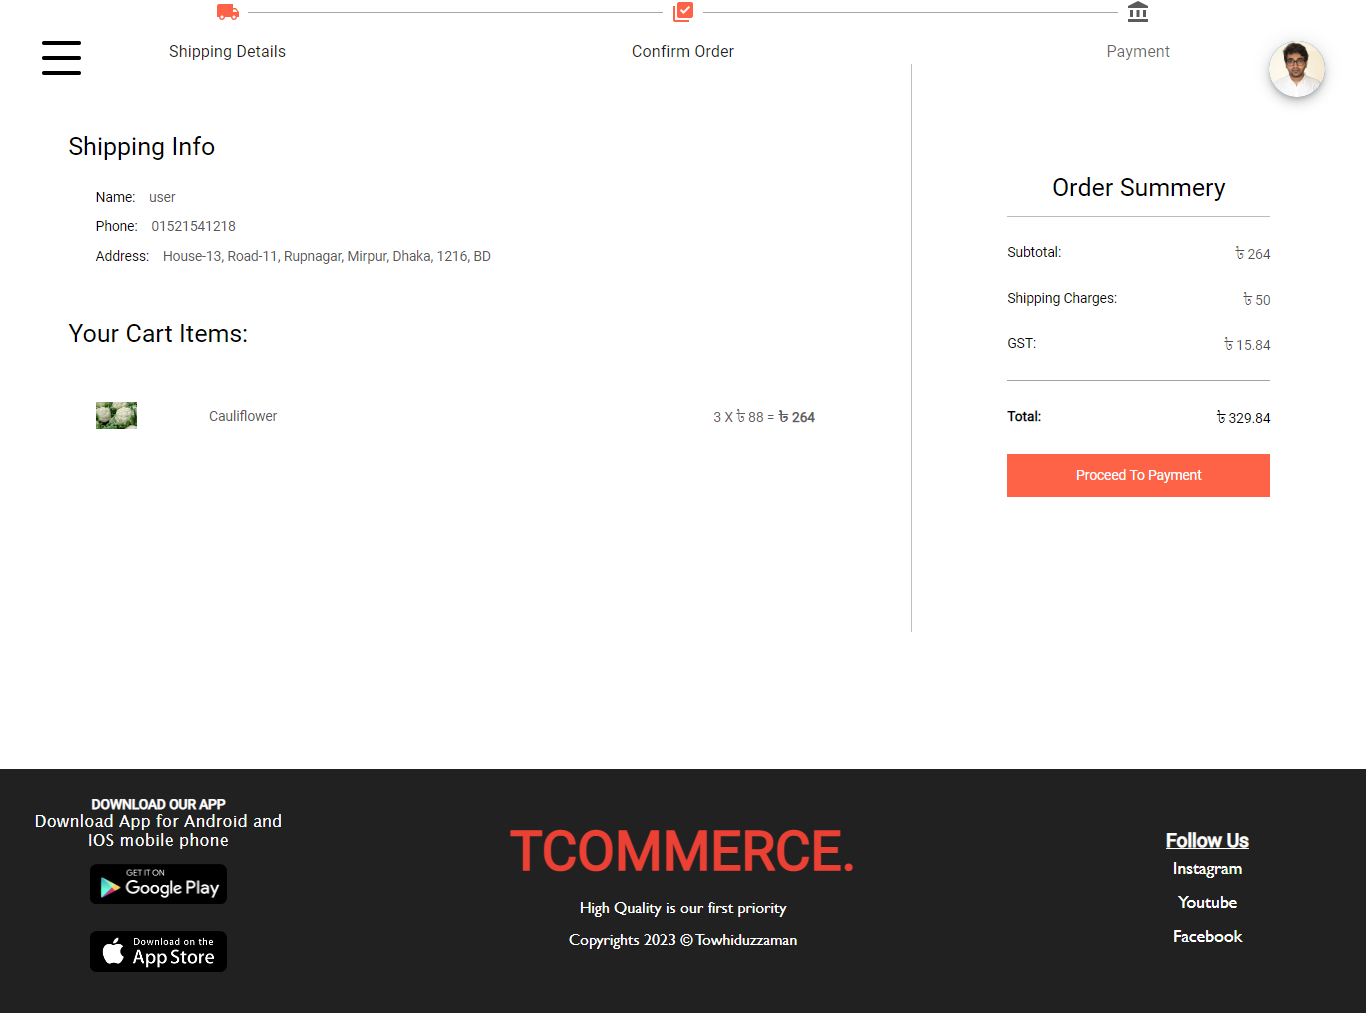 Shipping Details
Confirm Order
Payment
Shipping Info
Name: user
Phone: 01521541218
Address: House-13, Road-11, Rupnagar, Mirpur, Dhaka, 1216, BD
Your Cart Items:
Cauliflower 3 X ৳ 88 = ৳ 264
Order Summery
Subtotal: ৳ 264
Shipping Charges: ৳ 50
GST: ৳ 15.84
Total: ৳ 329.84
Proceed To Payment
DOWNLOAD OUR APP
Download App for Android and
IOS mobile phone
GET IT ON
Google Play
Download on the
App Store
TCOMMERCE.
High Quality is our first priority
Copyrights 2023 © Towhiduzzaman
Follow Us
Instagram
Youtube
Facebook